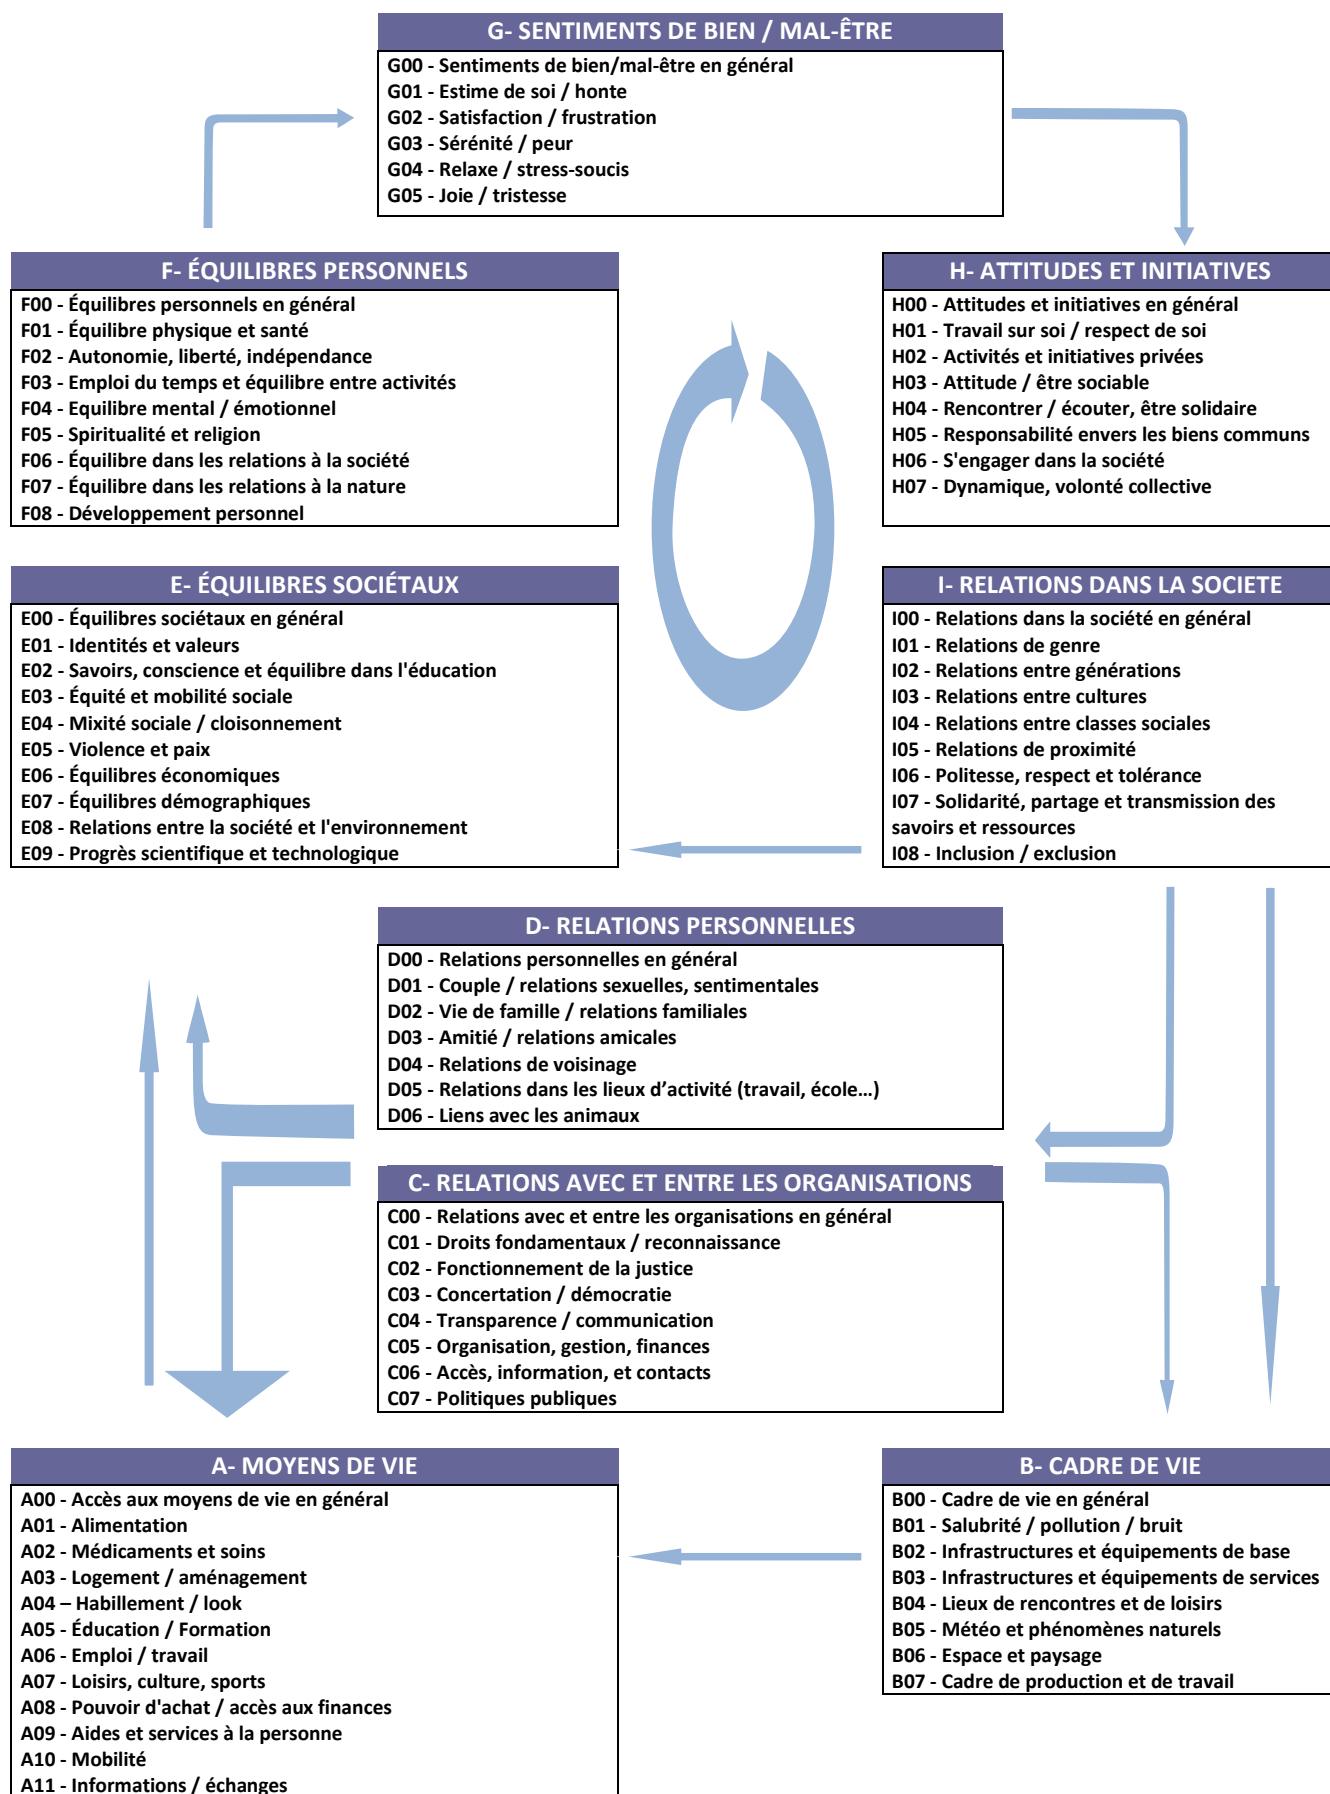 G- SENTIMENTS DE BIEN / MAL-ÊTRE
G00 - Sentiments de bien/mal-être en général
G01 - Estime de soi / honte
G02 - Satisfaction / frustration
G03 - Sérénité / peur
G04 - Relaxe / stress-soucis
G05 - Joie / tristesse
F- ÉQUILIBRES PERSONNELS
F00 - Équilibres personnels en général
F01 - Équilibre physique et santé
F02 - Autonomie, liberté, indépendance
F03 - Emploi du temps et équilibre entre activités
F04 - Equilibre mental / émotionnel
F05 - Spiritualité et religion
F06 - Équilibre dans les relations à la société
F07 - Équilibre dans les relations à la nature
F08 - Développement personnel
H- ATTITUDES ET INITIATIVES
H00 - Attitudes et initiatives en général
H01 - Travail sur soi / respect de soi
H02 - Activités et initiatives privées
H03 - Attitude / être sociable
H04 - Rencontrer / écouter, être solidaire
H05 - Responsabilité envers les biens communs
H06 - S'engager dans la société
H07 - Dynamique, volonté collective
E- ÉQUILIBRES SOCIÉTAUX
E00 - Équilibres sociétaux en général
E01 - Identités et valeurs
E02 - Savoirs, conscience et équilibre dans l'éducation
E03 - Équité et mobilité sociale
E04 - Mixité sociale / cloisonnement
E05 - Violence et paix
E06 - Équilibres économiques
E07 - Équilibres démographiques
E08 - Relations entre la société et l'environnement
E09 - Progrès scientifique et technologique
I- RELATIONS DANS LA SOCIETE
I00 - Relations dans la société en général
I01 - Relations de genre
I02 - Relations entre générations
I03 - Relations entre cultures
I04 - Relations entre classes sociales
I05 - Relations de proximité
I06 - Politesse, respect et tolérance
I07 - Solidarité, partage et transmission des
savoirs et ressources
I08 - Inclusion / exclusion
D- RELATIONS PERSONNELLES
D00 - Relations personnelles en général
D01 - Couple / relations sexuelles, sentimentales
D02 - Vie de famille / relations familiales
D03 - Amitié / relations amicales
D04 - Relations de voisinage
D05 - Relations dans les lieux d’activité (travail, école…)
D06 - Liens avec les animaux
C- RELATIONS AVEC ET ENTRE LES ORGANISATIONS
C00 - Relations avec et entre les organisations en général
C01 - Droits fondamentaux / reconnaissance
C02 - Fonctionnement de la justice
C03 - Concertation / démocratie
C04 - Transparence / communication
C05 - Organisation, gestion, finances
C06 - Accès, information, et contacts
C07 - Politiques publiques
A- MOYENS DE VIE
A00 - Accès aux moyens de vie en général
A01 - Alimentation
A02 - Médicaments et soins
A03 - Logement / aménagement
A04 – Habillement / look
A05 - Éducation / Formation
A06 - Emploi / travail
A07 - Loisirs, culture, sports
A08 - Pouvoir d'achat / accès aux finances
A09 - Aides et services à la personne
A10 - Mobilité
A11 - Informations / échanges
B- CADRE DE VIE
B00 - Cadre de vie en général
B01 - Salubrité / pollution / bruit
B02 - Infrastructures et équipements de base
B03 - Infrastructures et équipements de services
B04 - Lieux de rencontres et de loisirs
B05 - Météo et phénomènes naturels
B06 - Espace et paysage
B07 - Cadre de production et de travail